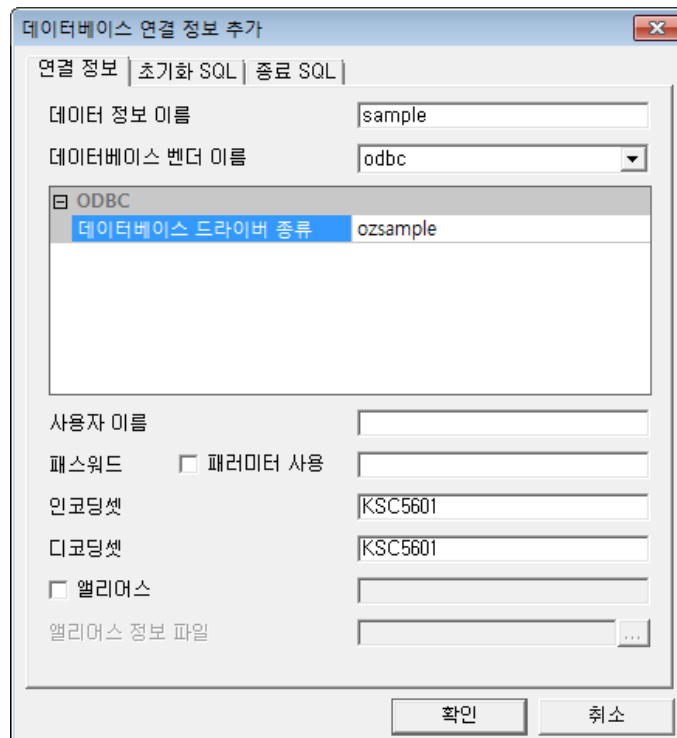 데이터베이스 연결 정보 추가
연결 정보 초기화 SQL 종료 SQL
데이터 정보 이름 sample
데이터베이스 벤더 이름 odbc
ODBC
데이터베이스 드라이버 종류 ozsample
사용자 이름
패스워드 패러미터 사용
인코딩셋 KSC5601
디코딩셋 KSC5601
앨리어스
앨리어스 정보 파일 ...
확인 취소